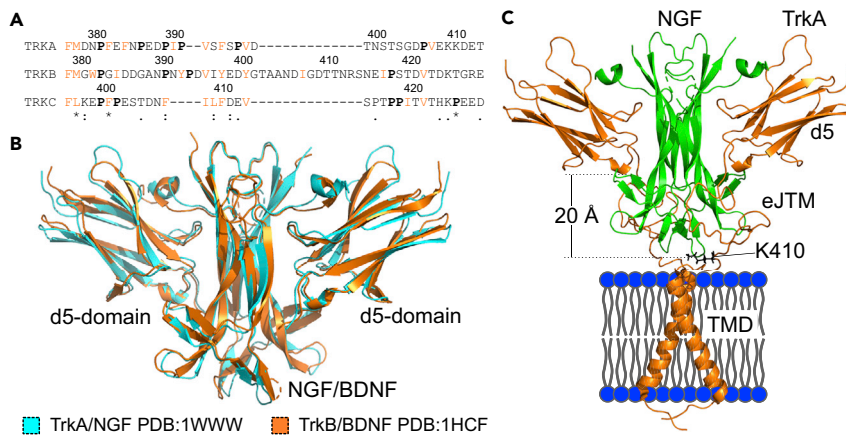 A
380 390 400 410
TRKA FMDNPFEFNPEDPIP--VSFSPVD-------------TNSTSGDPVEKKDET
380 390 400 410 420
TRKB FMGWPGIDDGANPNYPDVIYEDYGTAANDIGDTTNRSNEIPSTDVTDKTGRE
400 410 420
TRKC FLKEPFPESTDNF----ILFDEV--------------SPTPPITVTHKPEED
*: * . : : .: . : .: * .
B
d5-domain
d5-domain
NGF/BDNF
TrkA/NGF PDB:1WWW
TrkB/BDNF PDB:1HCF
C
NGF
TrkA
d5
eJTM
20 Å
K410
TMD